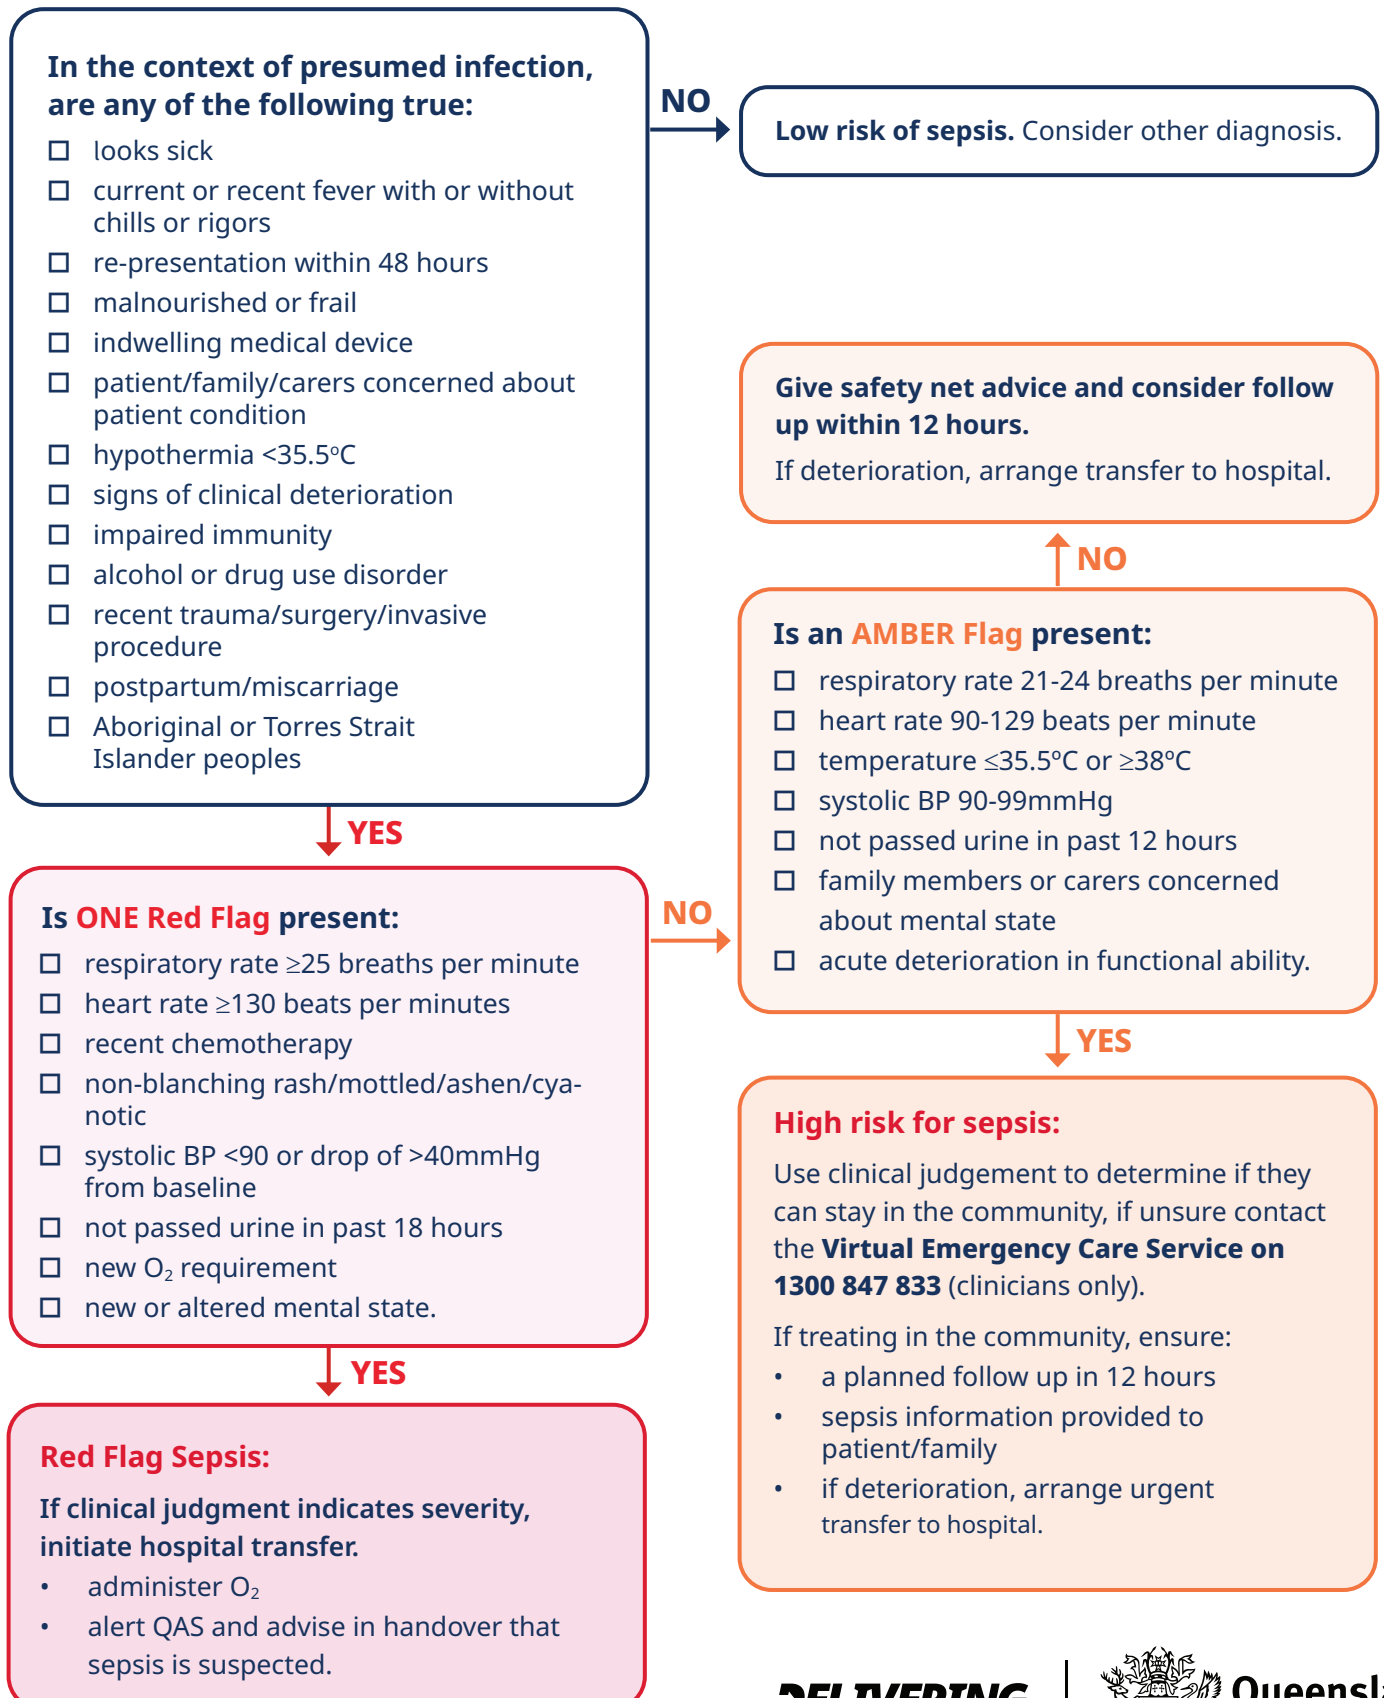 In the context of presumed infection,
are any of the following true:
looks sick
current or recent fever with or without
chills or rigors
re-presentation within 48 hours
malnourished or frail
indwelling medical device
patient/family/carers concerned about
patient condition
hypothermia <35.5ºC
signs of clinical deterioration
impaired immunity
alcohol or drug use disorder
recent trauma/surgery/invasive
procedure
postpartum/miscarriage
Aboriginal or Torres Strait
Islander peoples
NO
Low risk of sepsis. Consider other diagnosis.
YES
Is ONE Red Flag present:
respiratory rate ≥25 breaths per minute
heart rate ≥130 beats per minutes
recent chemotherapy
non-blanching rash/mottled/ashen/cya-
notic
systolic BP <90 or drop of >40mmHg
from baseline
not passed urine in past 18 hours
new O₂ requirement
new or altered mental state.
NO
Is an AMBER Flag present:
respiratory rate 21-24 breaths per minute
heart rate 90-129 beats per minute
temperature ≤35.5ºC or ≥38ºC
systolic BP 90-99mmHg
not passed urine in past 12 hours
family members or carers concerned
about mental state
acute deterioration in functional ability.
NO
Give safety net advice and consider follow
up within 12 hours.
If deterioration, arrange transfer to hospital.
YES
High risk for sepsis:
Use clinical judgement to determine if they
can stay in the community, if unsure contact
the Virtual Emergency Care Service on
1300 847 833 (clinicians only).
If treating in the community, ensure:
• a planned follow up in 12 hours
• sepsis information provided to
patient/family
• if deterioration, arrange urgent
transfer to hospital.
YES
Red Flag Sepsis:
If clinical judgment indicates severity,
initiate hospital transfer.
• administer O₂
• alert QAS and advise in handover that
sepsis is suspected.
DELIVERING